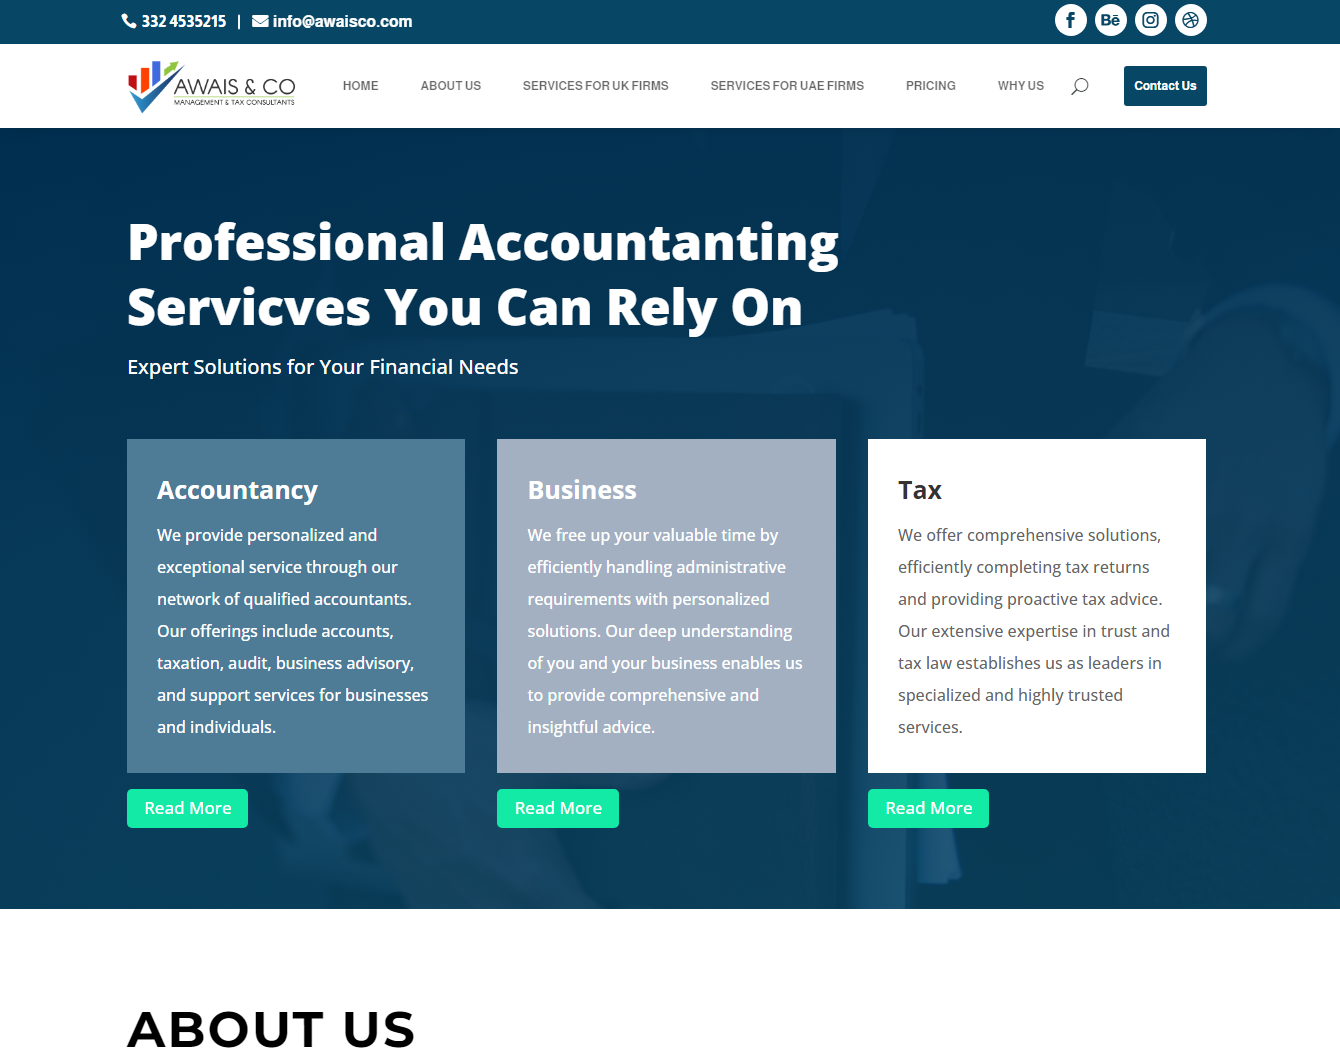 332 4535215 | info@awaisco.com
AWAIS & CO
MANAGEMENT & TAX CONSULTANTS
HOME
ABOUT US
SERVICES FOR UK FIRMS
SERVICES FOR UAE FIRMS
PRICING
WHY US
Contact Us
Professional Accountanting
Servicves You Can Rely On
Expert Solutions for Your Financial Needs
Accountancy
We provide personalized and
exceptional service through our
network of qualified accountants.
Our offerings include accounts,
taxation, audit, business advisory,
and support services for businesses
and individuals.
Read More
Business
We free up your valuable time by
efficiently handling administrative
requirements with personalized
solutions. Our deep understanding
of you and your business enables us
to provide comprehensive and
insightful advice.
Read More
Tax
We offer comprehensive solutions,
efficiently completing tax returns
and providing proactive tax advice.
Our extensive expertise in trust and
tax law establishes us as leaders in
specialized and highly trusted
services.
Read More
ABOUT US